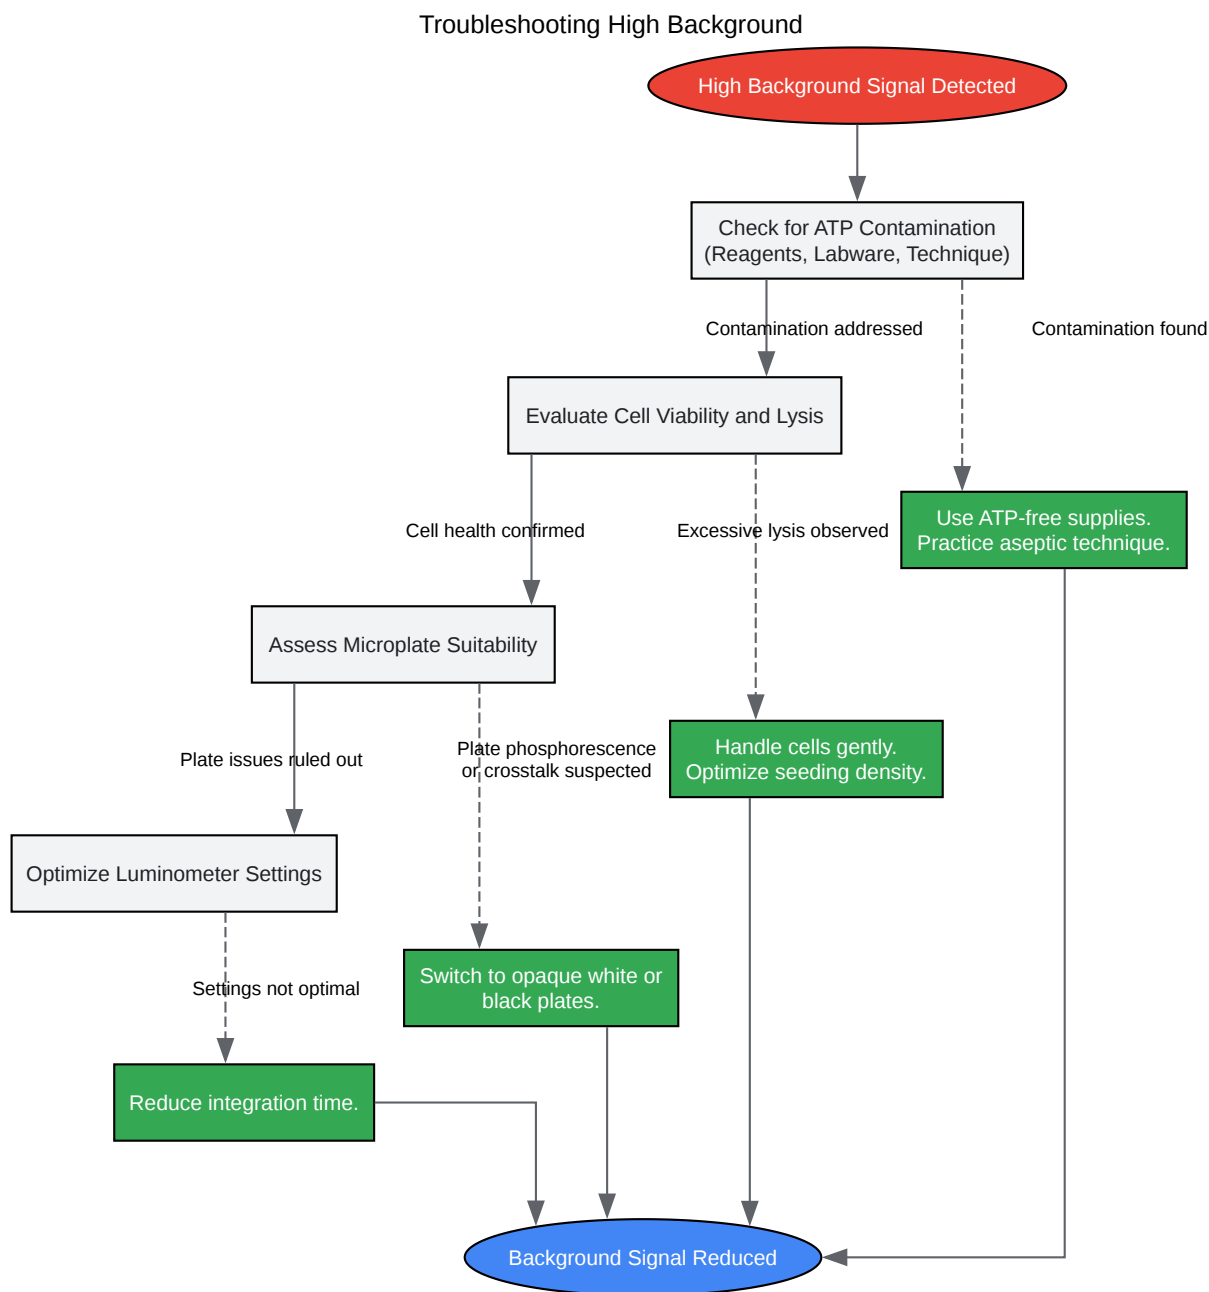 Troubleshooting High Background
High Background Signal Detected
Check for ATP Contamination
(Reagents, Labware, Technique)
Contamination addressed
Contamination found
Evaluate Cell Viability and Lysis
Use ATP-free supplies.
Practice aseptic technique.
Cell health confirmed
Excessive lysis observed
Assess Microplate Suitability
Handle cells gently.
Optimize seeding density.
Plate issues ruled out
Plate phosphorescence
or crosstalk suspected
Optimize Luminometer Settings
Switch to opaque white or
black plates.
Settings not optimal
Reduce integration time.
Background Signal Reduced